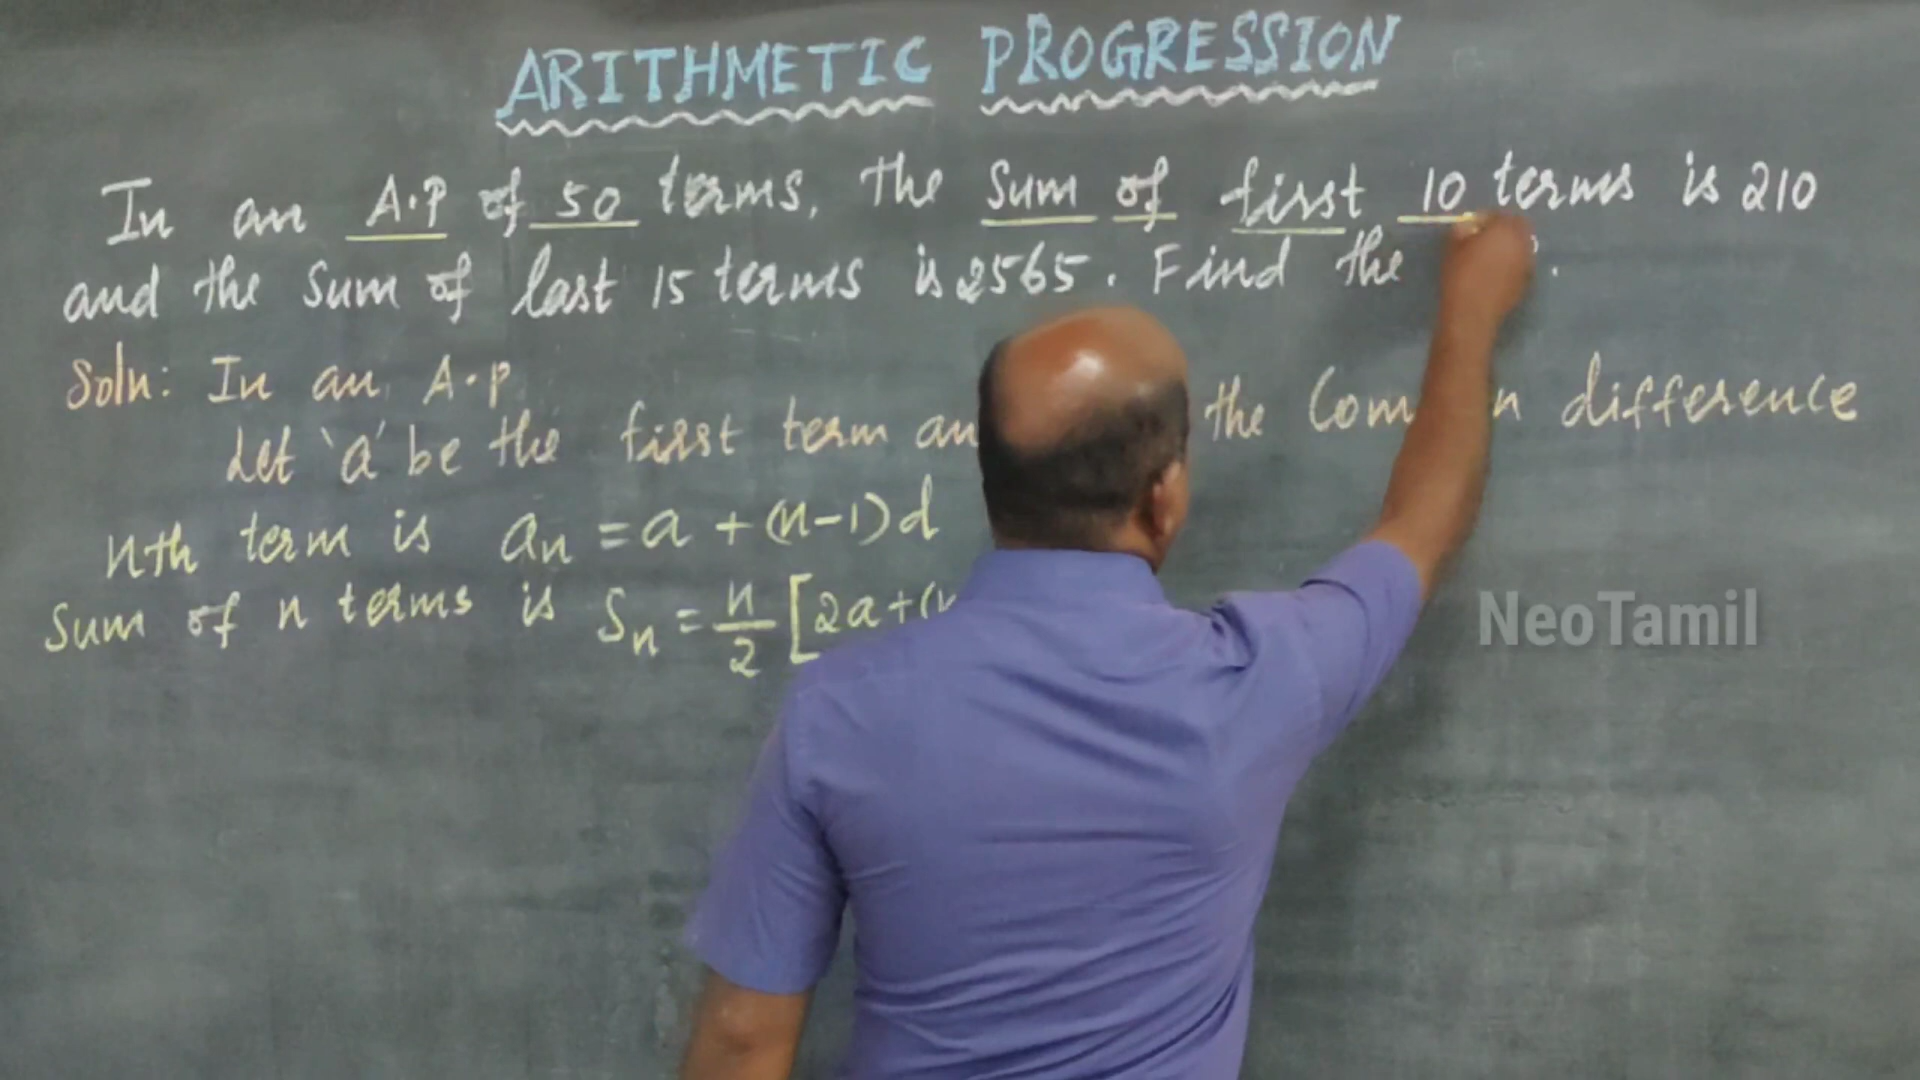 ARITHMETIC PROGRESSION
In an A.P of 50 terms, the sum of first 10 terms is 210
and the sum of last 15 terms is 2565. Find the
Soln: In an A.P
Let 'a' be the first term an the Com n difference
nth term is an = a + (n-1)d
Sum of n terms is Sn = n/2 [2a+(
NeoTamil